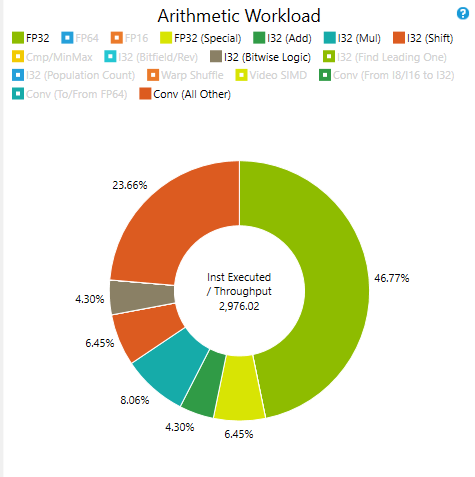 Arithmetic Workload
?
FP32 FP64 FP16 FP32 (Special) I32 (Add) I32 (Mul) I32 (Shift)
Cmp/MinMax I32 (Bitfield/Rev) I32 (Bitwise Logic) I32 (Find Leading One)
I32 (Population Count) Warp Shuffle Video SIMD Conv (From I8/I16 to I32)
Conv (To/From FP64) Conv (All Other)
23.66%
46.77%
Inst Executed
/ Throughput
2,976.02
4.30%
6.45%
8.06%
4.30%
6.45%